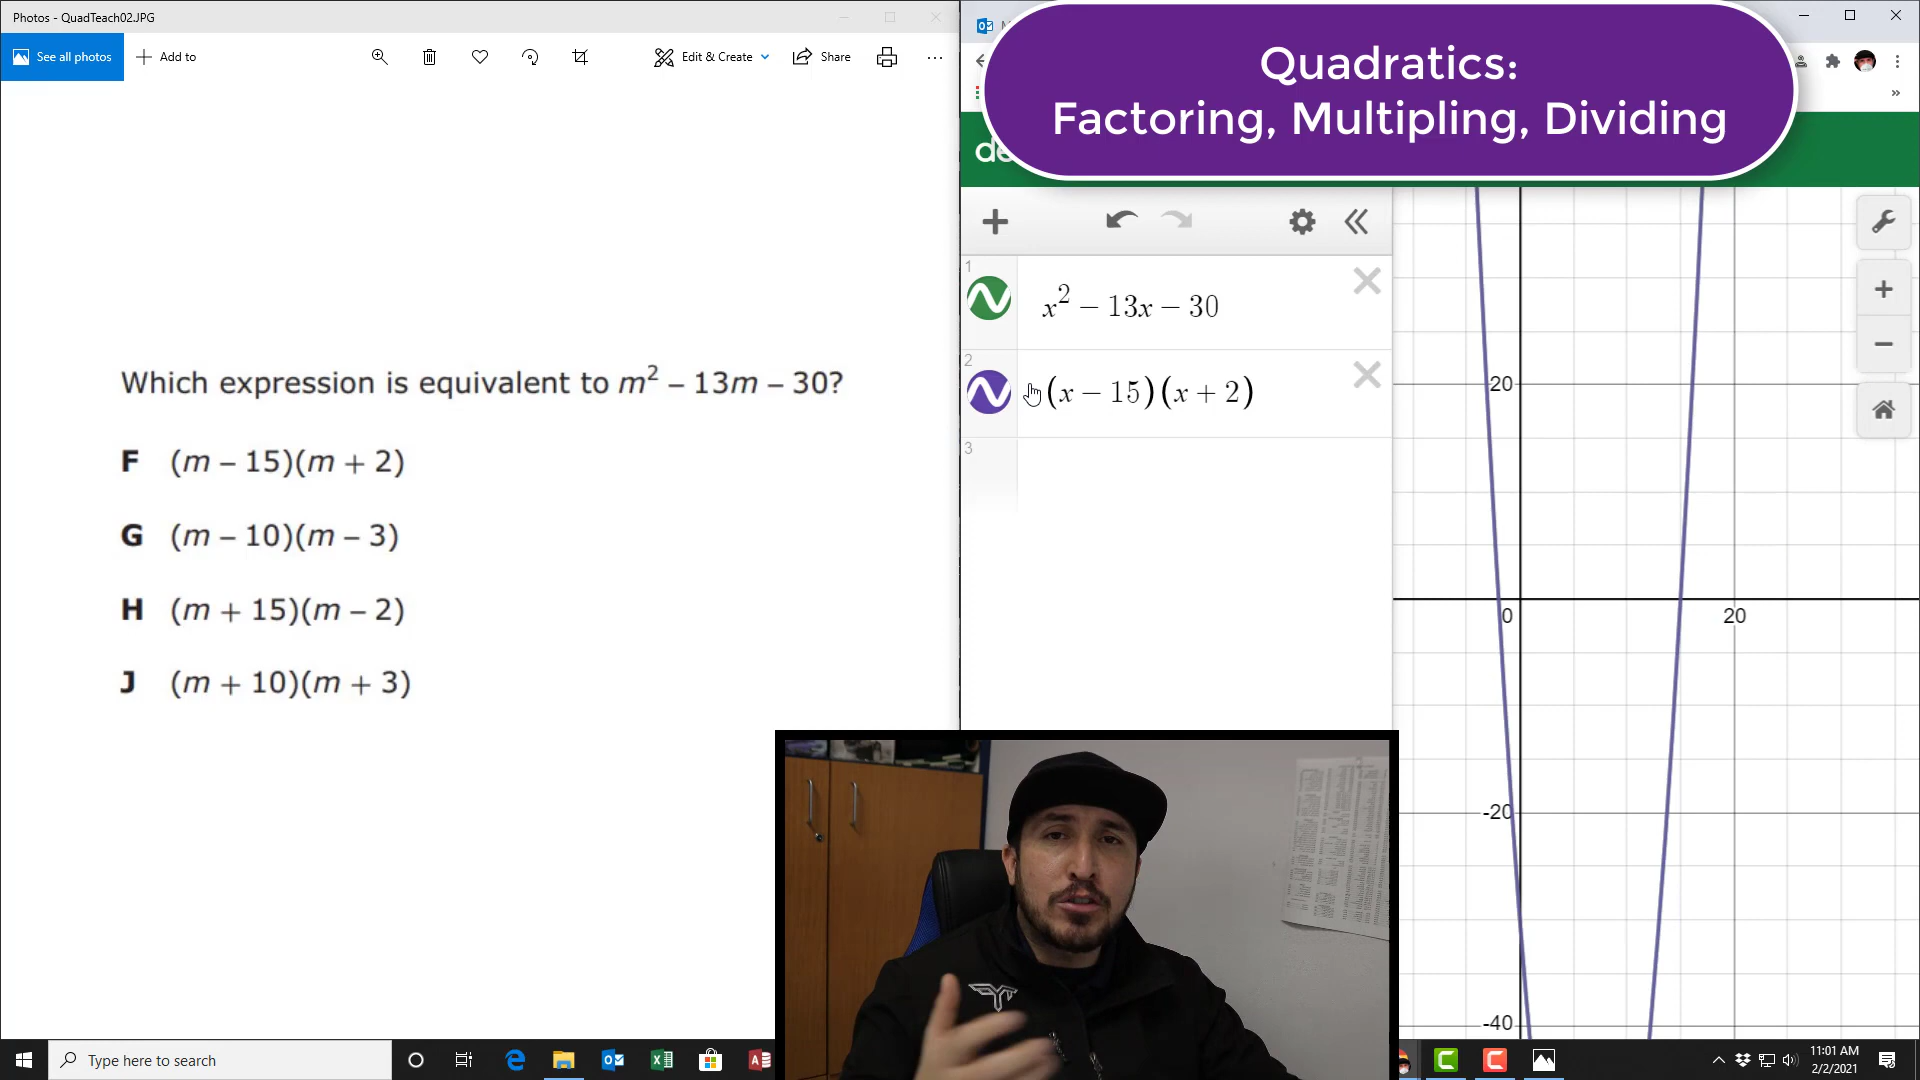 Photos - QuadTeach02.JPG
See all photos
Add to
Edit & Create
Share
Quadratics:
Factoring, Multipling, Dividing
de
Which expression is equivalent to m² – 13m – 30?
F (m – 15)(m + 2)
G (m – 10)(m – 3)
H (m + 15)(m – 2)
J (m + 10)(m + 3)
1
x² − 13x − 30
2
(x − 15)(x + 2)
3
20
0
20
-20
-40
Type here to search
11:01 AM
2/2/2021